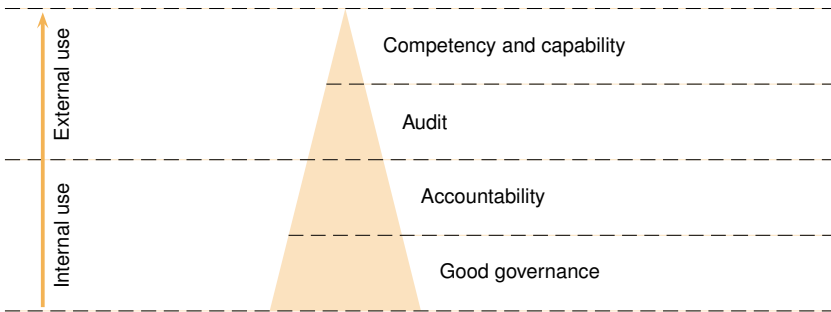 External use
Internal use
Competency and capability
Audit
Accountability
Good governance